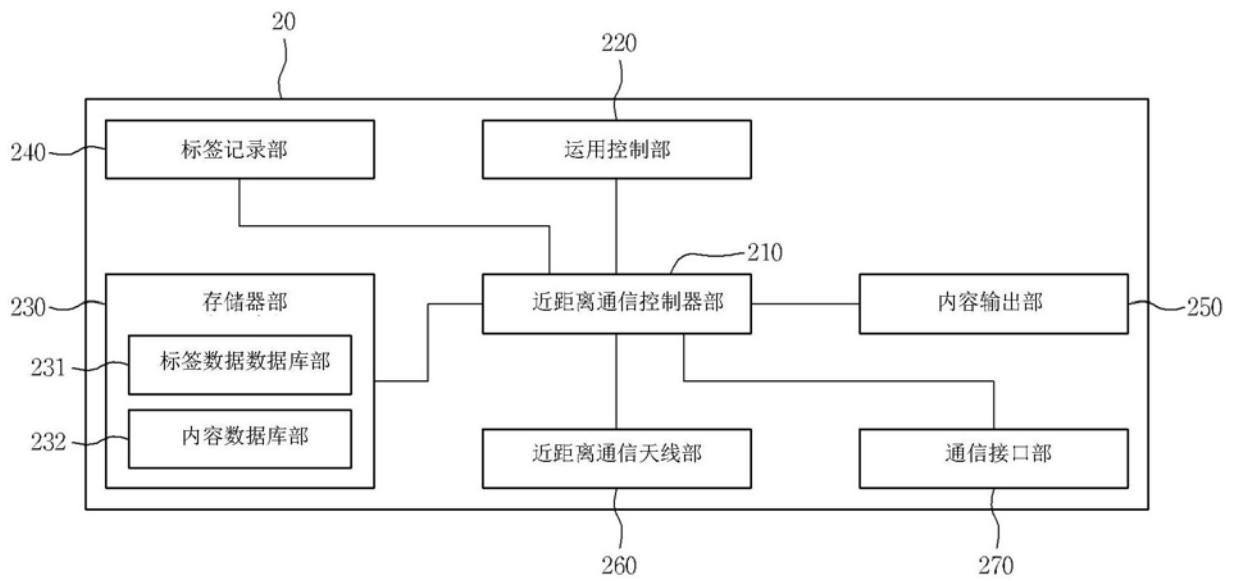 20
220
240
标签记录部
运用控制部
210
230
存储器部
近距离通信控制器部
内容输出部
250
231
标签数据数据库部
232
内容数据库部
近距离通信天线部
通信接口部
260
270